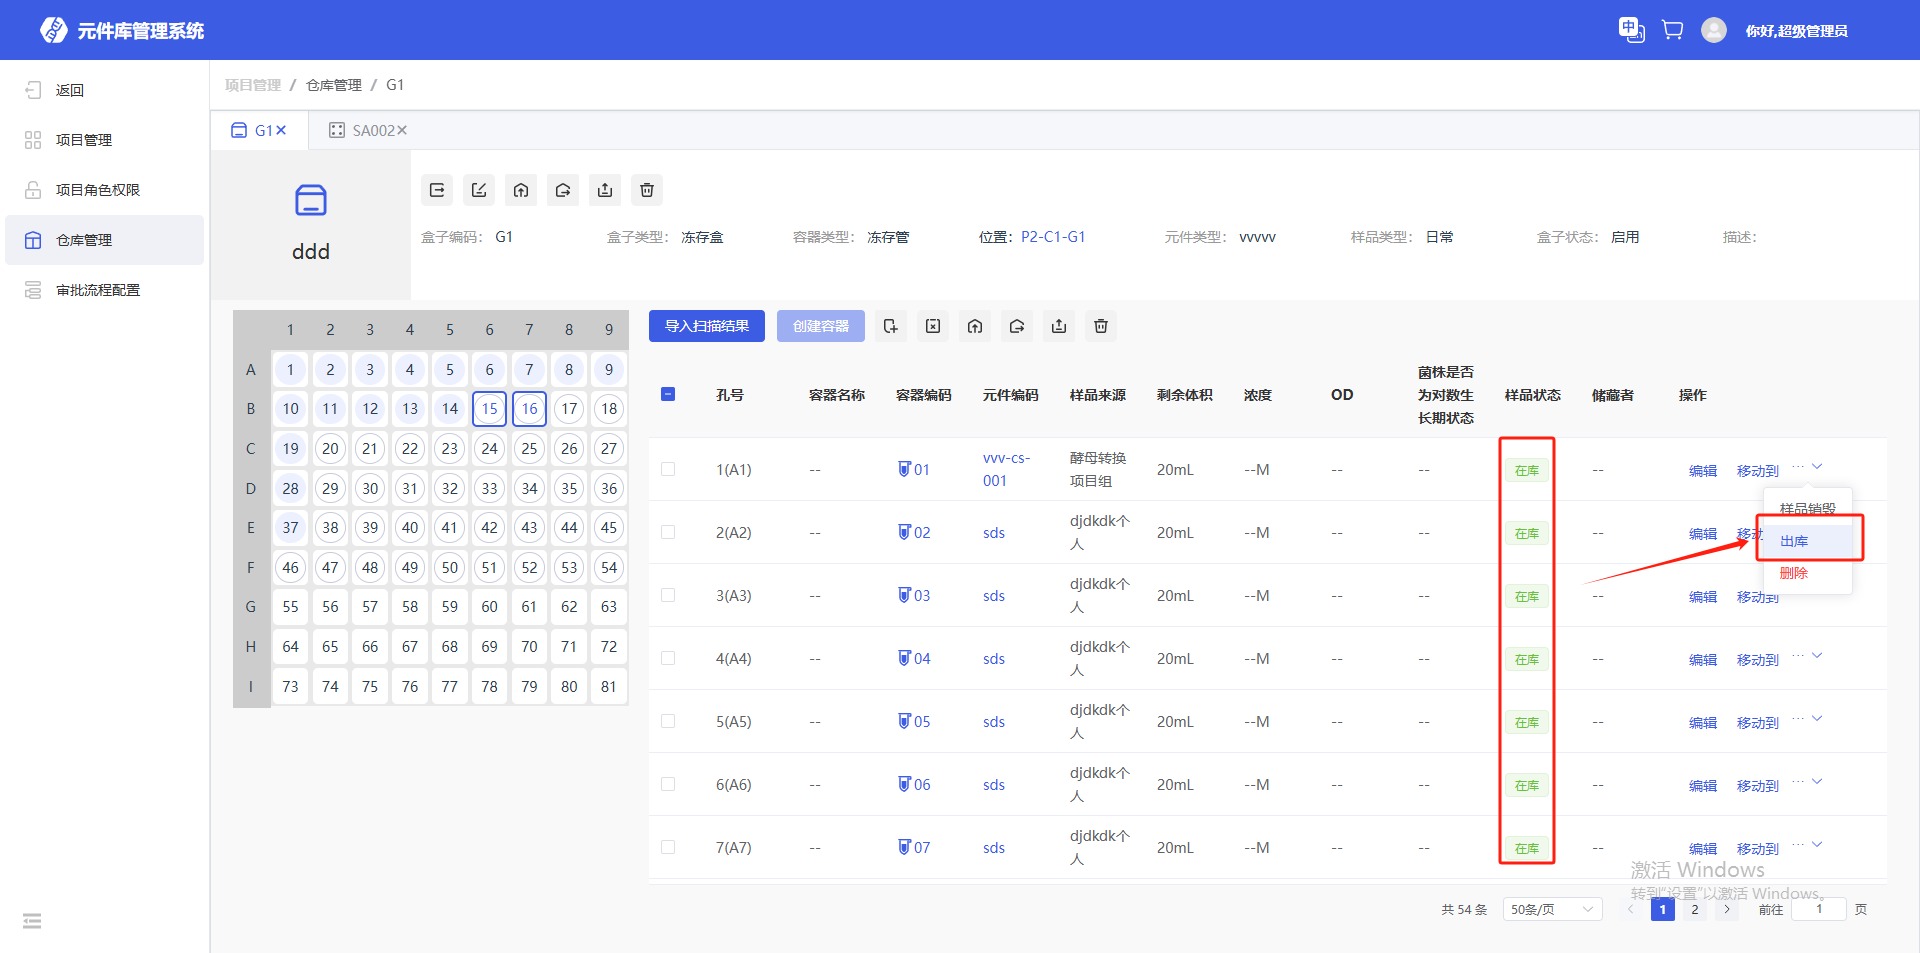 元件库管理系统
中
你好,超级管理员
返回
项目管理
项目角色权限
仓库管理
审批流程配置
项目管理 / 仓库管理 / G1
G1✕
SA002✕
ddd
盒子编码： G1
盒子类型： 冻存盒
容器类型： 冻存管
位置：P2-C1-G1
元件类型： vvvvv
样品类型： 日常
盒子状态： 启用
描述：
1 2 3 4 5 6 7 8 9
A 1 2 3 4 5 6 7 8 9
B 10 11 12 13 14 15 16 17 18
C 19 20 21 22 23 24 25 26 27
D 28 29 30 31 32 33 34 35 36
E 37 38 39 40 41 42 43 44 45
F 46 47 48 49 50 51 52 53 54
G 55 56 57 58 59 60 61 62 63
H 64 65 66 67 68 69 70 71 72
I 73 74 75 76 77 78 79 80 81
导入扫描结果 创建容器
孔号 容器名称 容器编码 元件编码 样品来源 剩余体积 浓度 OD 菌株是否为对数生长期状态 样品状态 储藏者 操作
1(A1) -- 01 vvv-cs-001 酵母转换项目组 20mL --M -- -- 在库 -- 编辑 移动到 ...
2(A2) -- 02 sds djdkdk个人 20mL --M -- -- 在库 -- 编辑 移动
3(A3) -- 03 sds djdkdk个人 20mL --M -- -- 在库 -- 编辑 移动到
4(A4) -- 04 sds djdkdk个人 20mL --M -- -- 在库 -- 编辑 移动到 ...
5(A5) -- 05 sds djdkdk个人 20mL --M -- -- 在库 -- 编辑 移动到 ...
6(A6) -- 06 sds djdkdk个人 20mL --M -- -- 在库 -- 编辑 移动到 ...
7(A7) -- 07 sds djdkdk个人 20mL --M -- -- 在库 -- 编辑 移动到 ...
样品销毁
出库
删除
激活 Windows
转到"设置"以激活 Windows。
共 54 条 50条/页 1 2 前往 1 页